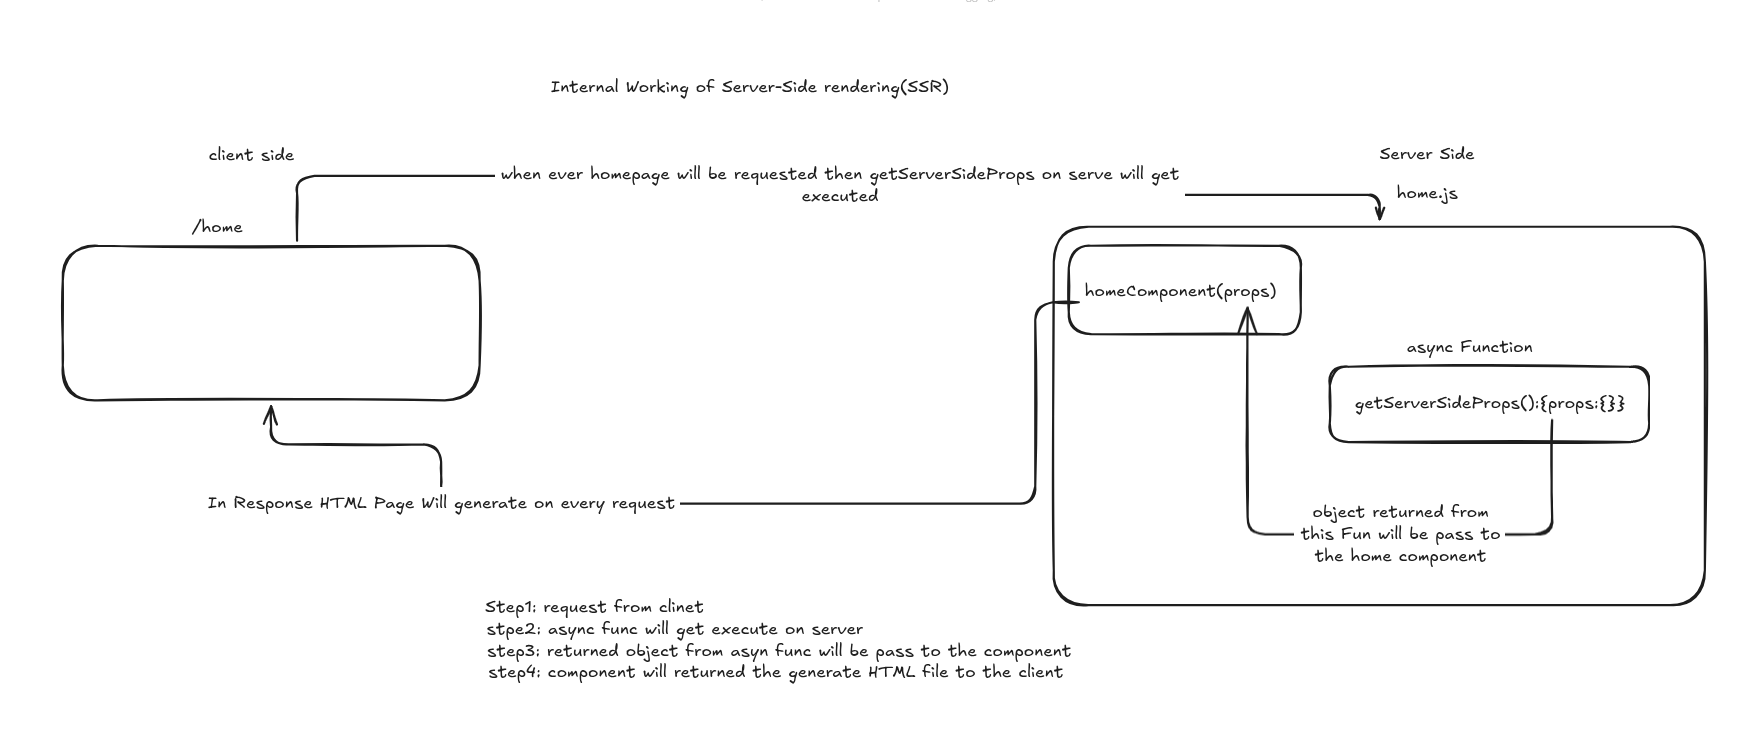 Internal Working of Server-Side rendering(SSR)
client side
Server Side
when ever homepage will be requested then getServerSideProps on serve will get
executed
home.js
/home
homeComponent(props)
async Function
getServerSideProps():{props:{}}
In Response HTML Page Will generate on every request
object returned from
this Fun will be pass to
the home component
Step1: request from clinet
stpe2: async func will get execute on server
step3: returned object from asyn func will be pass to the component
step4: component will returned the generate HTML file to the client